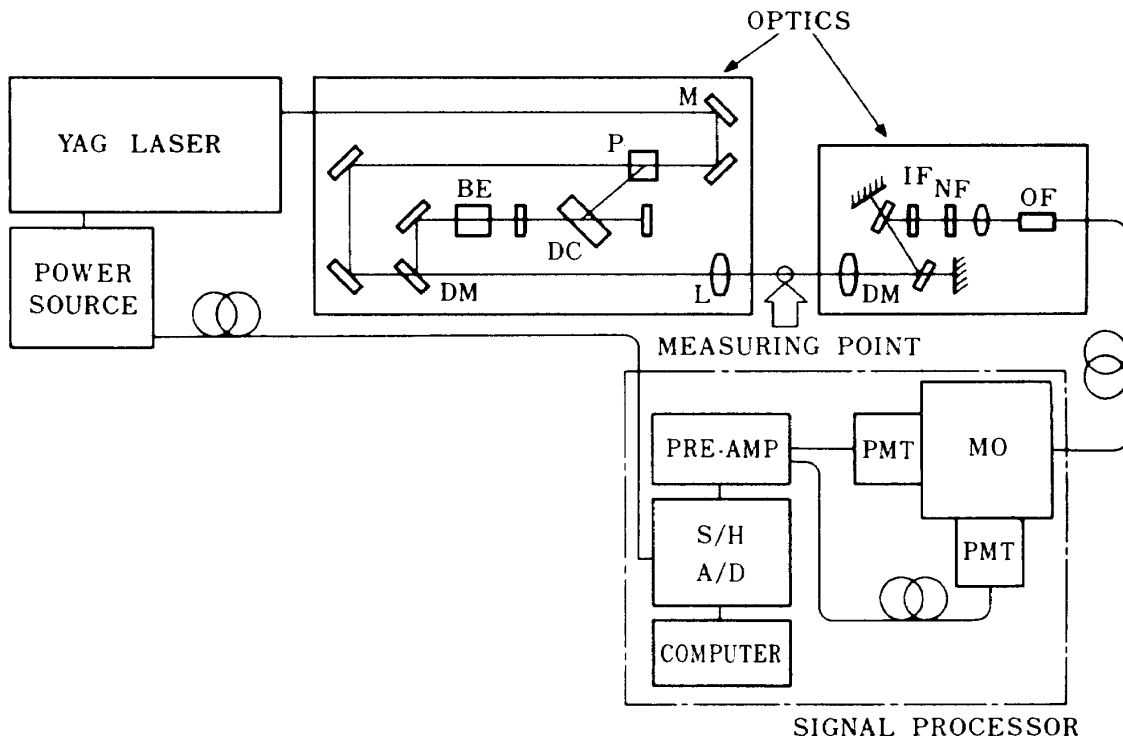 OPTICS
YAG LASER
POWER
SOURCE
M
P
BE
DC
DM
L
IF
NF
OF
DM
MEASURING POINT
PRE-AMP
PMT
MO
S/H
A/D
PMT
COMPUTER
SIGNAL PROCESSOR